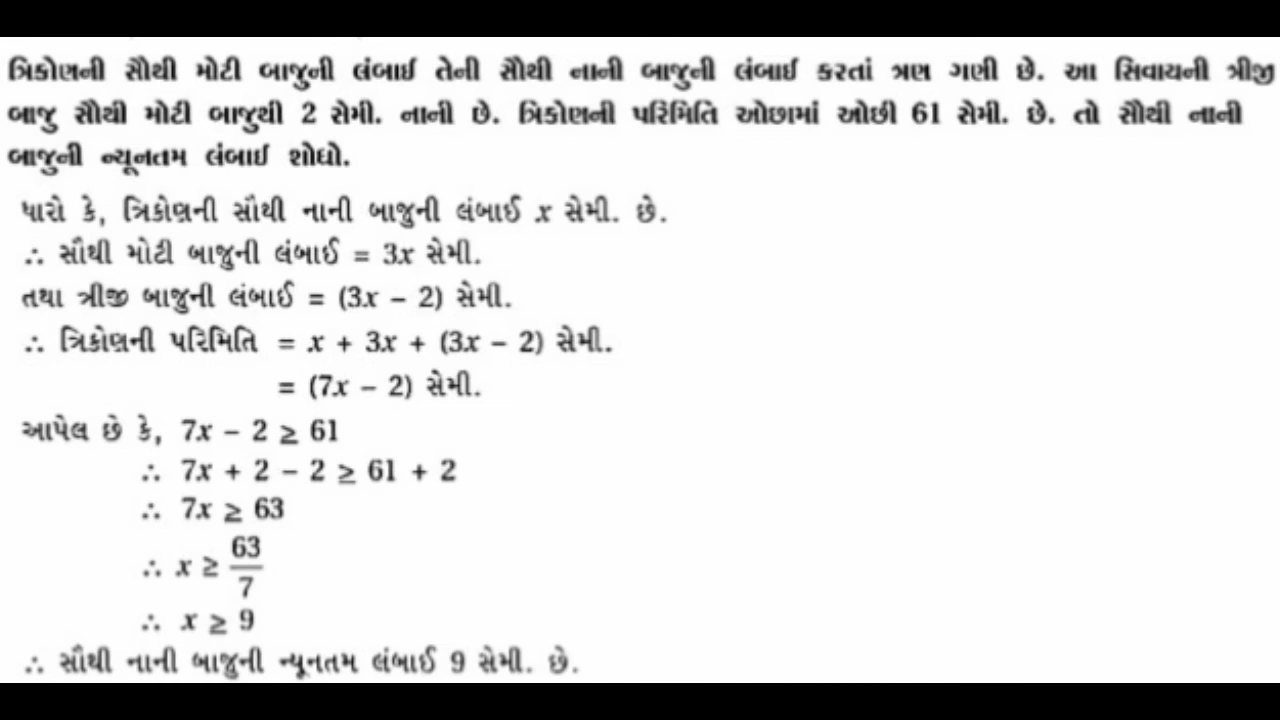 ત્રિકોણની સૌથી મોટી બાજુની લંબાઈ તેની સૌથી નાની બાજુની લંબાઈ કરતાં ત્રણ ગણી છે. આ સિવાયની ત્રીજી
બાજુ સૌથી મોટી બાજુથી 2 સેમી. નાની છે. ત્રિકોણની પરિમિતિ ઓછામાં ઓછી 61 સેમી. છે. તો સૌથી નાની
બાજુની ન્યૂનતમ લંબાઈ શોધો.
ધારો કે, ત્રિકોણની સૌથી નાની બાજુની લંબાઈ x સેમી. છે.
∴ સૌથી મોટી બાજુની લંબાઈ = 3x સેમી.
તથા ત્રીજી બાજુની લંબાઈ = (3x – 2) સેમી.
∴ ત્રિકોણની પરિમિતિ = x + 3x + (3x – 2) સેમી.
= (7x – 2) સેમી.
આપેલ છે કે, 7x – 2 ≥ 61
∴ 7x + 2 – 2 ≥ 61 + 2
∴ 7x ≥ 63
∴ x ≥ 63/7
∴ x ≥ 9
∴ સૌથી નાની બાજુની ન્યૂનતમ લંબાઈ 9 સેમી. છે.